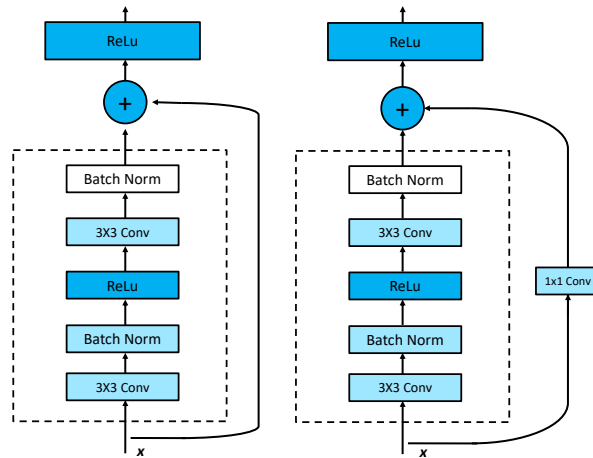 ReLu
+
Batch Norm
3X3 Conv
ReLu
Batch Norm
3X3 Conv
x
ReLu
+
Batch Norm
3X3 Conv
ReLu
Batch Norm
3X3 Conv
1x1 Conv
x